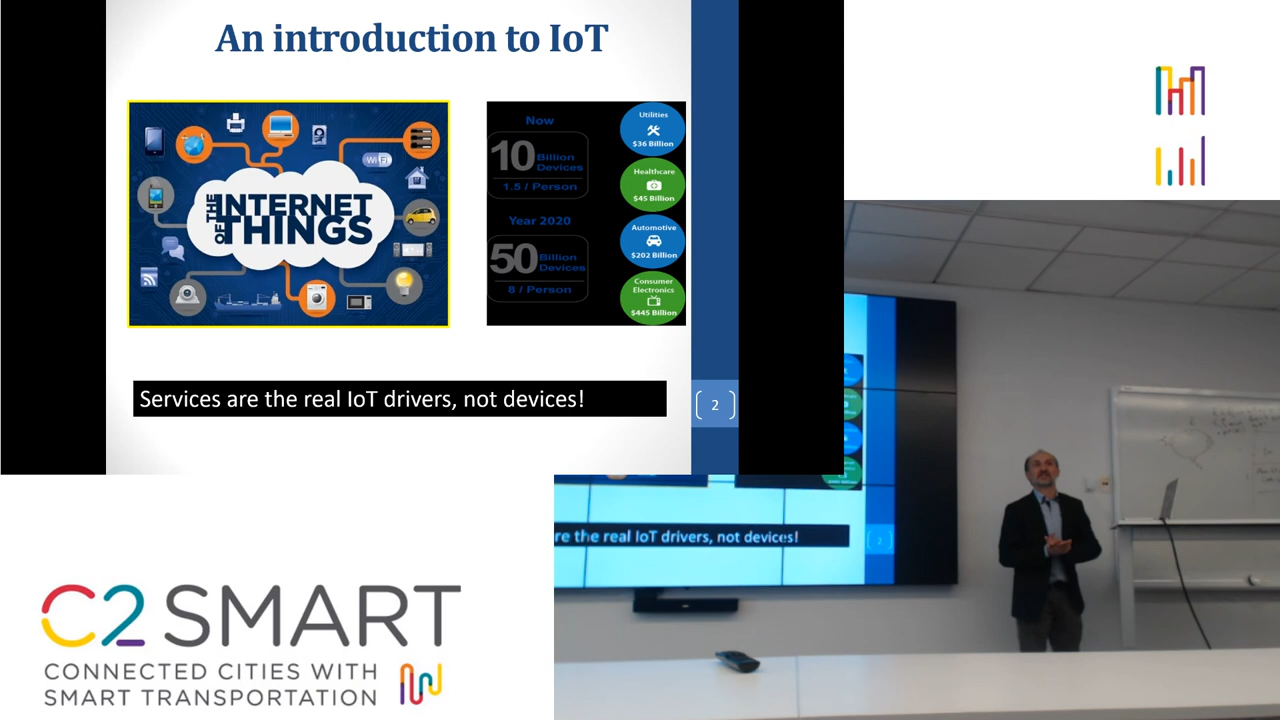 An introduction to IoT
THE INTERNET
OF THINGS
WiFi
Now
10 Billion Devices
1.5 / Person
Year 2020
50 Billion Devices
8 / Person
Utilities
$36 Billion
Healthcare
$45 Billion
Automotive
$202 Billion
Consumer
Electronics
$445 Billion
Services are the real IoT drivers, not devices!
2
re the real IoT drivers, not devices!
2
C2SMART
CONNECTED CITIES WITH
SMART TRANSPORTATION